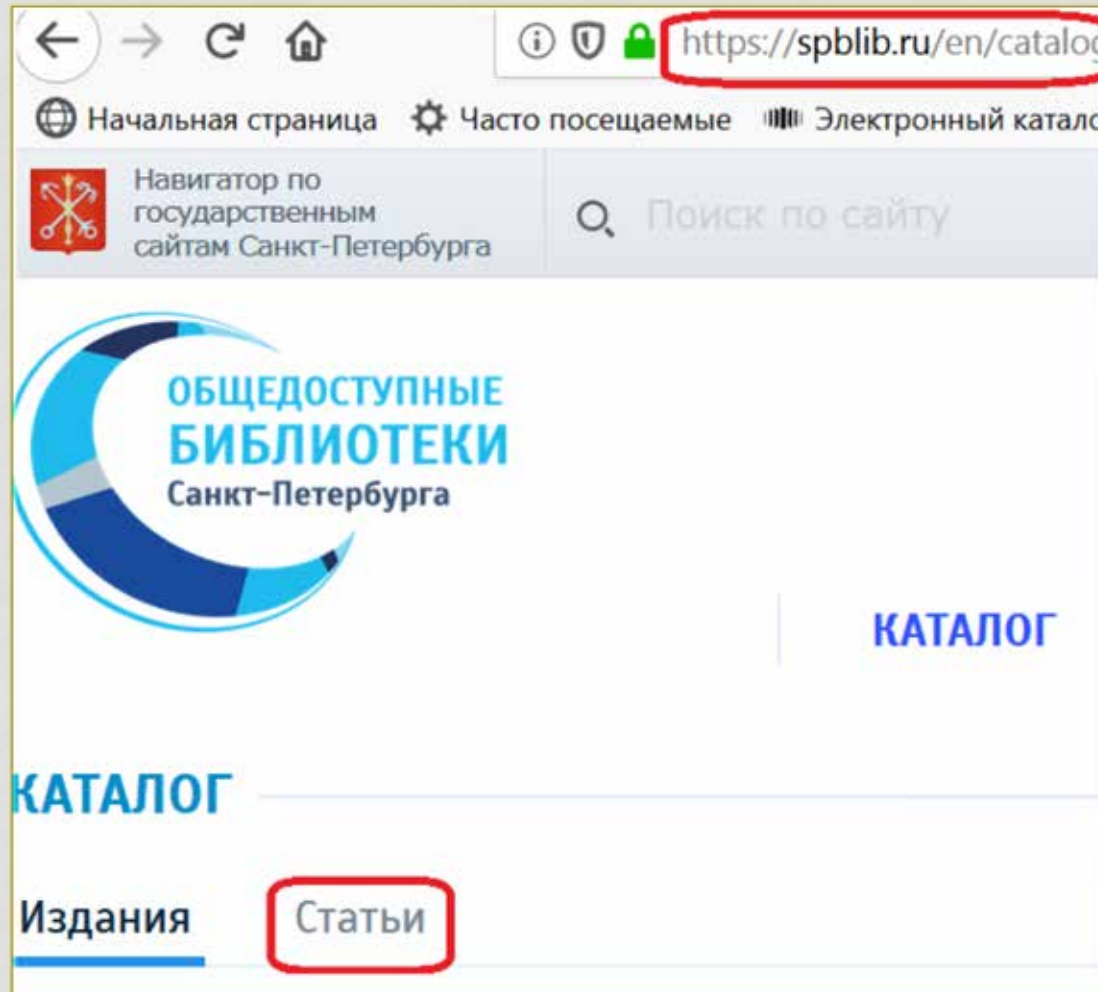 https://spblib.ru/en/catalog
Начальная страница Часто посещаемые Электронный катало
Навигатор по
государственным
сайтам Санкт-Петербурга
Поиск по сайту
ОБЩЕДОСТУПНЫЕ
БИБЛИОТЕКИ
Санкт-Петербурга
КАТАЛОГ
КАТАЛОГ
Издания Статьи